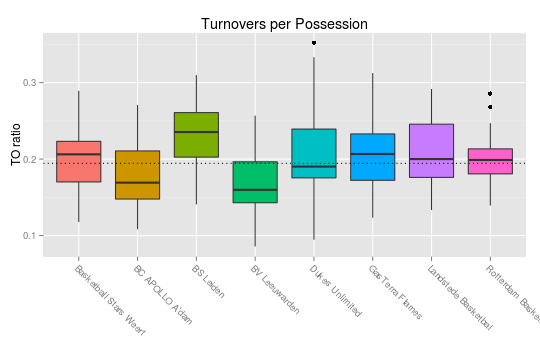 Turnovers per Possession
TO ratio
0.3
0.2
0.1
Basketball Stars Weert
BC APOLLO A'dam
BS Leiden
BV Leeuwarden
Dukes Unlimited
GasTerra Flames
Landstede Basketbal
Rotterdam Baske